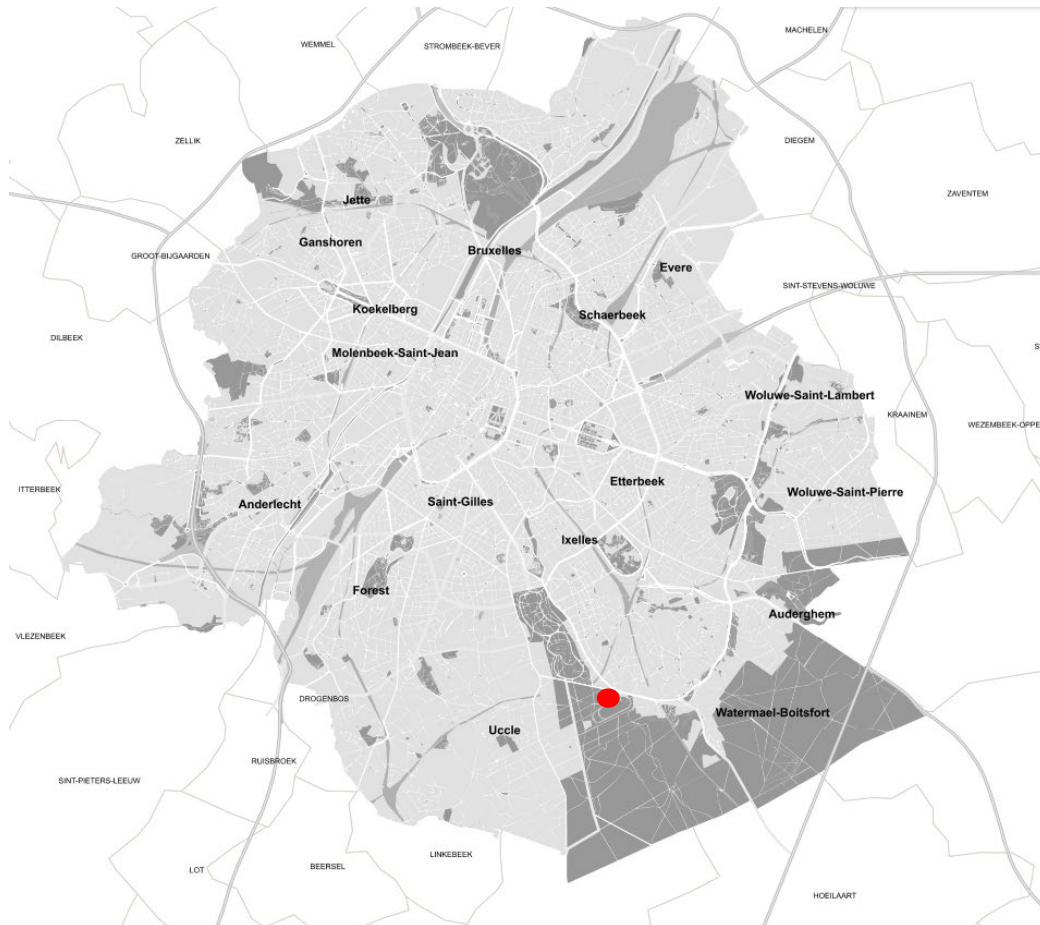 WEMMEL
STROMBEEK-BEVER
MACHELEN
ZELLIK
DIEGEM
ZAVENTEM
Jette
Ganshoren
Bruxelles
GROOT-BIJGAARDEN
Evere
SINT-STEVENS-WOLUWE
Koekelberg
Schaerbeek
DILBEEK
Molenbeek-Saint-Jean
Woluwe-Saint-Lambert
KRAAINEM
WEZEMBEEK-OPPE
ITTERBEEK
Etterbeek
Woluwe-Saint-Pierre
Anderlecht
Saint-Gilles
Ixelles
Forest
Auderghem
VLEZENBEEK
DROGENBOS
Watermael-Boitsfort
Uccle
RUISBROEK
SINT-PIETERS-LEEUW
LINKEBEEK
BEERSEL
LOT
HOEILAART